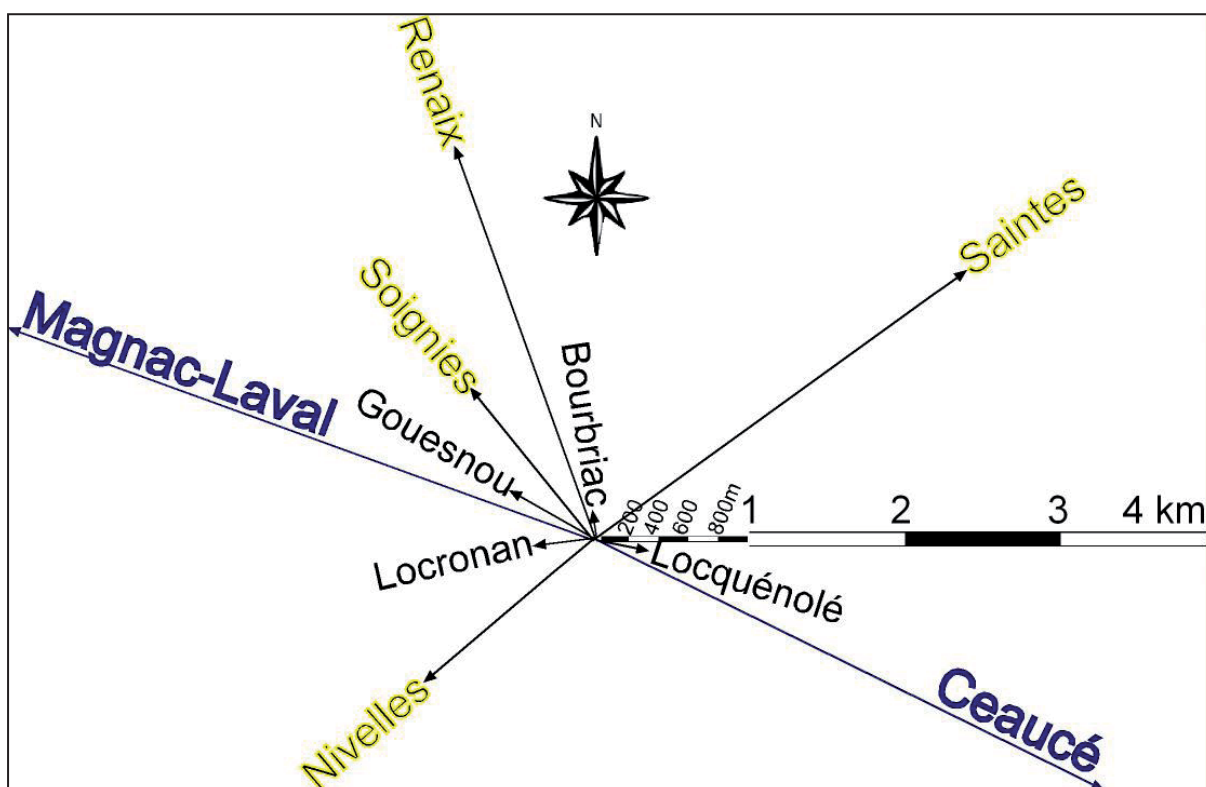 Renaix
N
Saintes
Soignies
Magnac-Laval
Bourbriac
Gouesnou
200
400
600
800m
1
2
3
4 km
Locronan
Locquénolé
Nivelles
Ceaucé